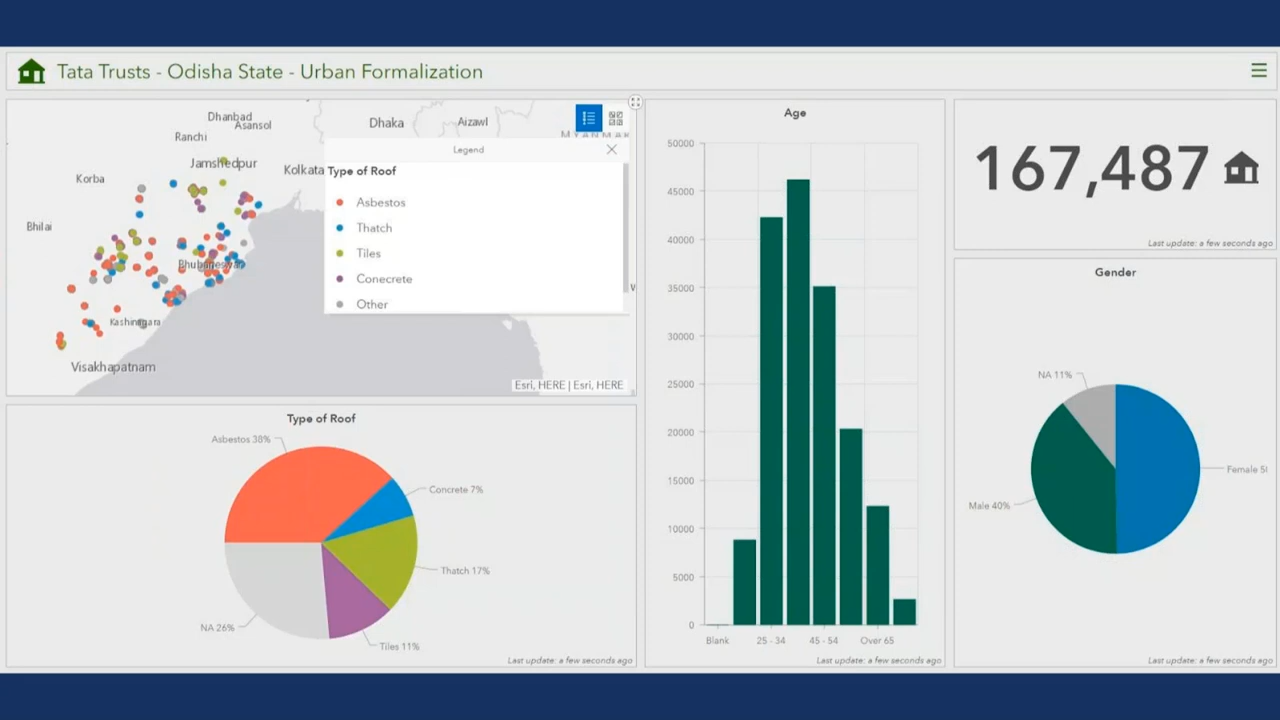 Tata Trusts - Odisha State - Urban Formalization
Dhanbad
Asansol
Dhaka
Aizawl
Ranchi
Jamshedpur
Kolkata
Korba
Bhilai
Bhubaneswar
Visakhapatnam
Legend
Type of Roof
Asbestos
Thatch
Tiles
Conecrete
Other
Esri, HERE | Esri, HERE
Type of Roof
Asbestos 38%
Concrete 7%
Thatch 17%
Tiles 11%
NA 26%
Last update: a few seconds ago
Age
50000
45000
40000
35000
30000
25000
20000
15000
10000
5000
0
Blank
25 - 34
45 - 54
Over 65
Last update: a few seconds ago
167,487
Last update: a few seconds ago
Gender
NA 11%
Female
Male 40%
Last update: a few seconds ago